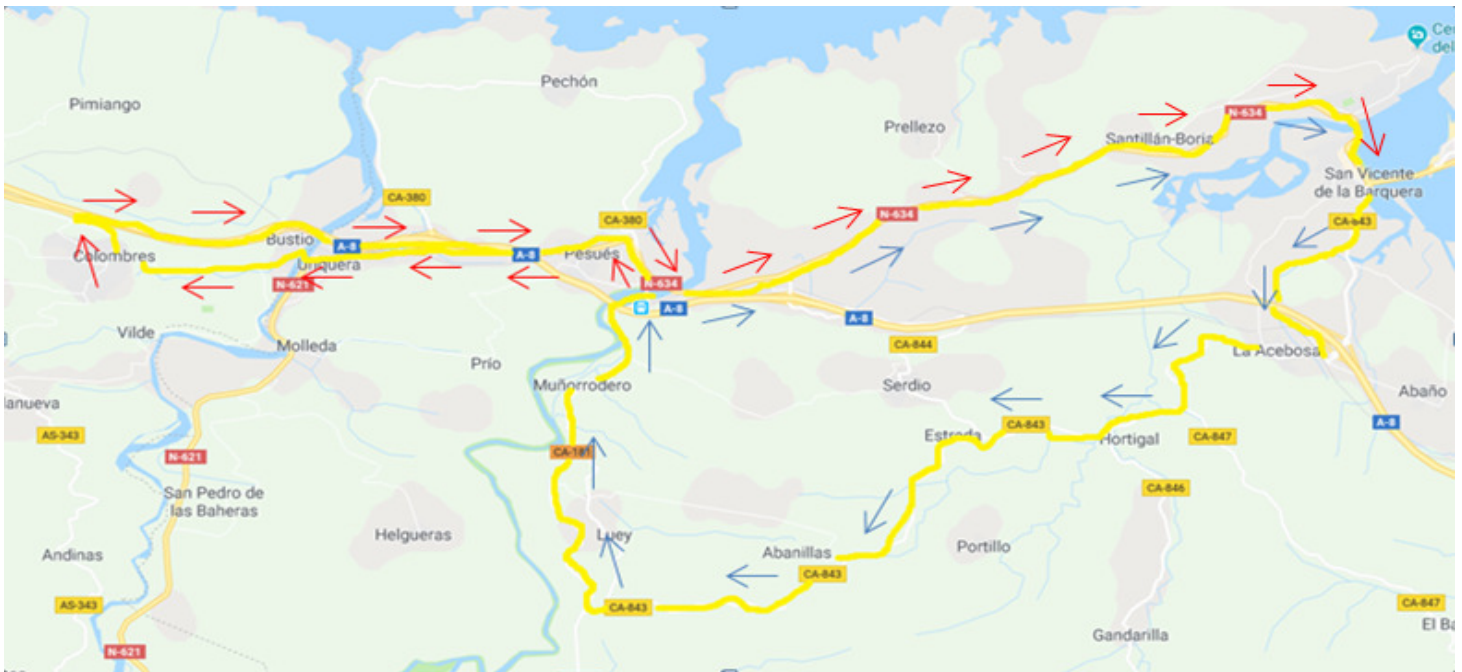 Cen
del
Pechón
Pimiango
N-634
Prellezo
Santillán-Boria
San Vicente
de la Barquera
CA-380
CA-380
N-634
CA-843
Bustio
A-8
Colombres
Unquera
A-8
Pesués
N-621
N-634
A-8
A-8
Vilde
Molleda
Prío
CA-844
La Acebosa
Muñorrodero
Serdio
Abaño
lanueva
A-8
AS-343
Estrada
CA-843
Hortigal
CA-847
N-621
CA-181
CA-846
San Pedro de
las Baheras
Helgueras
Luey
Portillo
Andinas
Abanillas
CA-843
AS-343
CA-843
CA-847
El Ba
Gandarilla
N-621